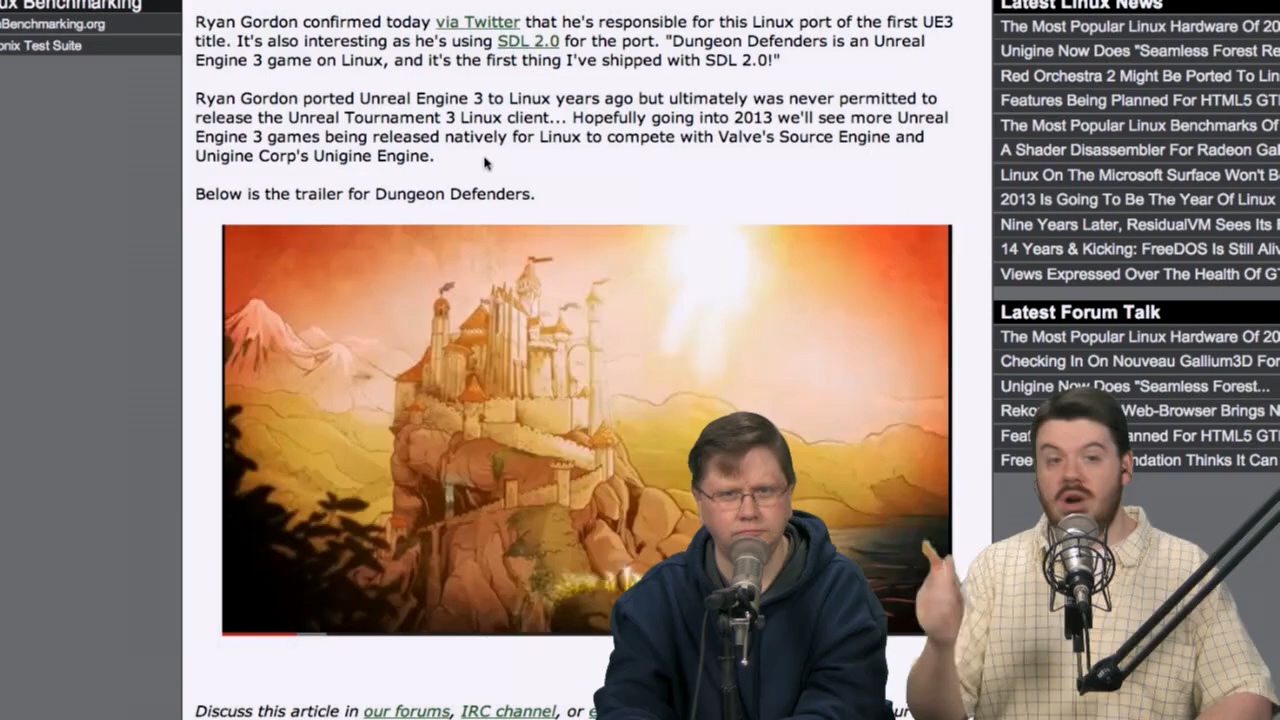 ux Benchmarking
Benchmarking.org
onix Test Suite
Ryan Gordon confirmed today via Twitter that he's responsible for this Linux port of the first UE3
title. It's also interesting as he's using SDL 2.0 for the port. "Dungeon Defenders is an Unreal
Engine 3 game on Linux, and it's the first thing I've shipped with SDL 2.0!"
Ryan Gordon ported Unreal Engine 3 to Linux years ago but ultimately was never permitted to
release the Unreal Tournament 3 Linux client... Hopefully going into 2013 we'll see more Unreal
Engine 3 games being released natively for Linux to compete with Valve's Source Engine and
Unigine Corp's Unigine Engine.
Below is the trailer for Dungeon Defenders.
Discuss this article in our forums, IRC channel, or
Latest Linux News
The Most Popular Linux Hardware Of 20
Unigine Now Does "Seamless Forest Re
Red Orchestra 2 Might Be Ported To Lin
Features Being Planned For HTML5 GT
The Most Popular Linux Benchmarks Of
A Shader Disassembler For Radeon Gal
Linux On The Microsoft Surface Won't B
2013 Is Going To Be The Year Of Linux
Nine Years Later, ResidualVM Sees Its
14 Years & Kicking: FreeDOS Is Still Aliv
Views Expressed Over The Health Of G
Latest Forum Talk
The Most Popular Linux Hardware Of 20
Checking In On Nouveau Gallium3D For
Unigine Now Does "Seamless Forest...
Reko Web-Browser Brings N
Feat anned For HTML5 GT
Free ndation Thinks It Can